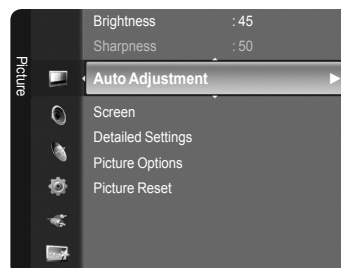 Picture
Brightness : 45
Sharpness : 50
Auto Adjustment
Screen
Detailed Settings
Picture Options
Picture Reset